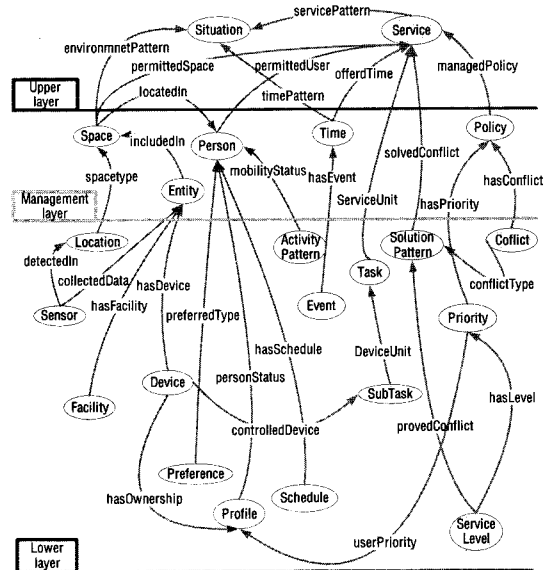 servicePattern
Situation
Service
environmnetPattern
permittedSpace
permittedUser
offerdTime
managedPolicy
Upper
layer
locatedIn
timePattern
Space
includedIn
Person
Time
Policy
mobilityStatus
hasEvent
solvedConflict
spacetype
Entity
ServiceUnit
hasPriority
hasConflict
Management
layer
Location
Activity
Pattern
Solution
Pattern
Coflict
detectedIn
collectedData
hasDevice
Task
conflictType
hasFacility
Sensor
preferredType
Event
Priority
hasSchedule
DeviceUnit
Device
personStatus
SubTask
hasLevel
Facility
controlledDevice
provedConflict
Preference
hasOwnership
Schedule
Profile
Service
Level
userPriority
Lower
layer